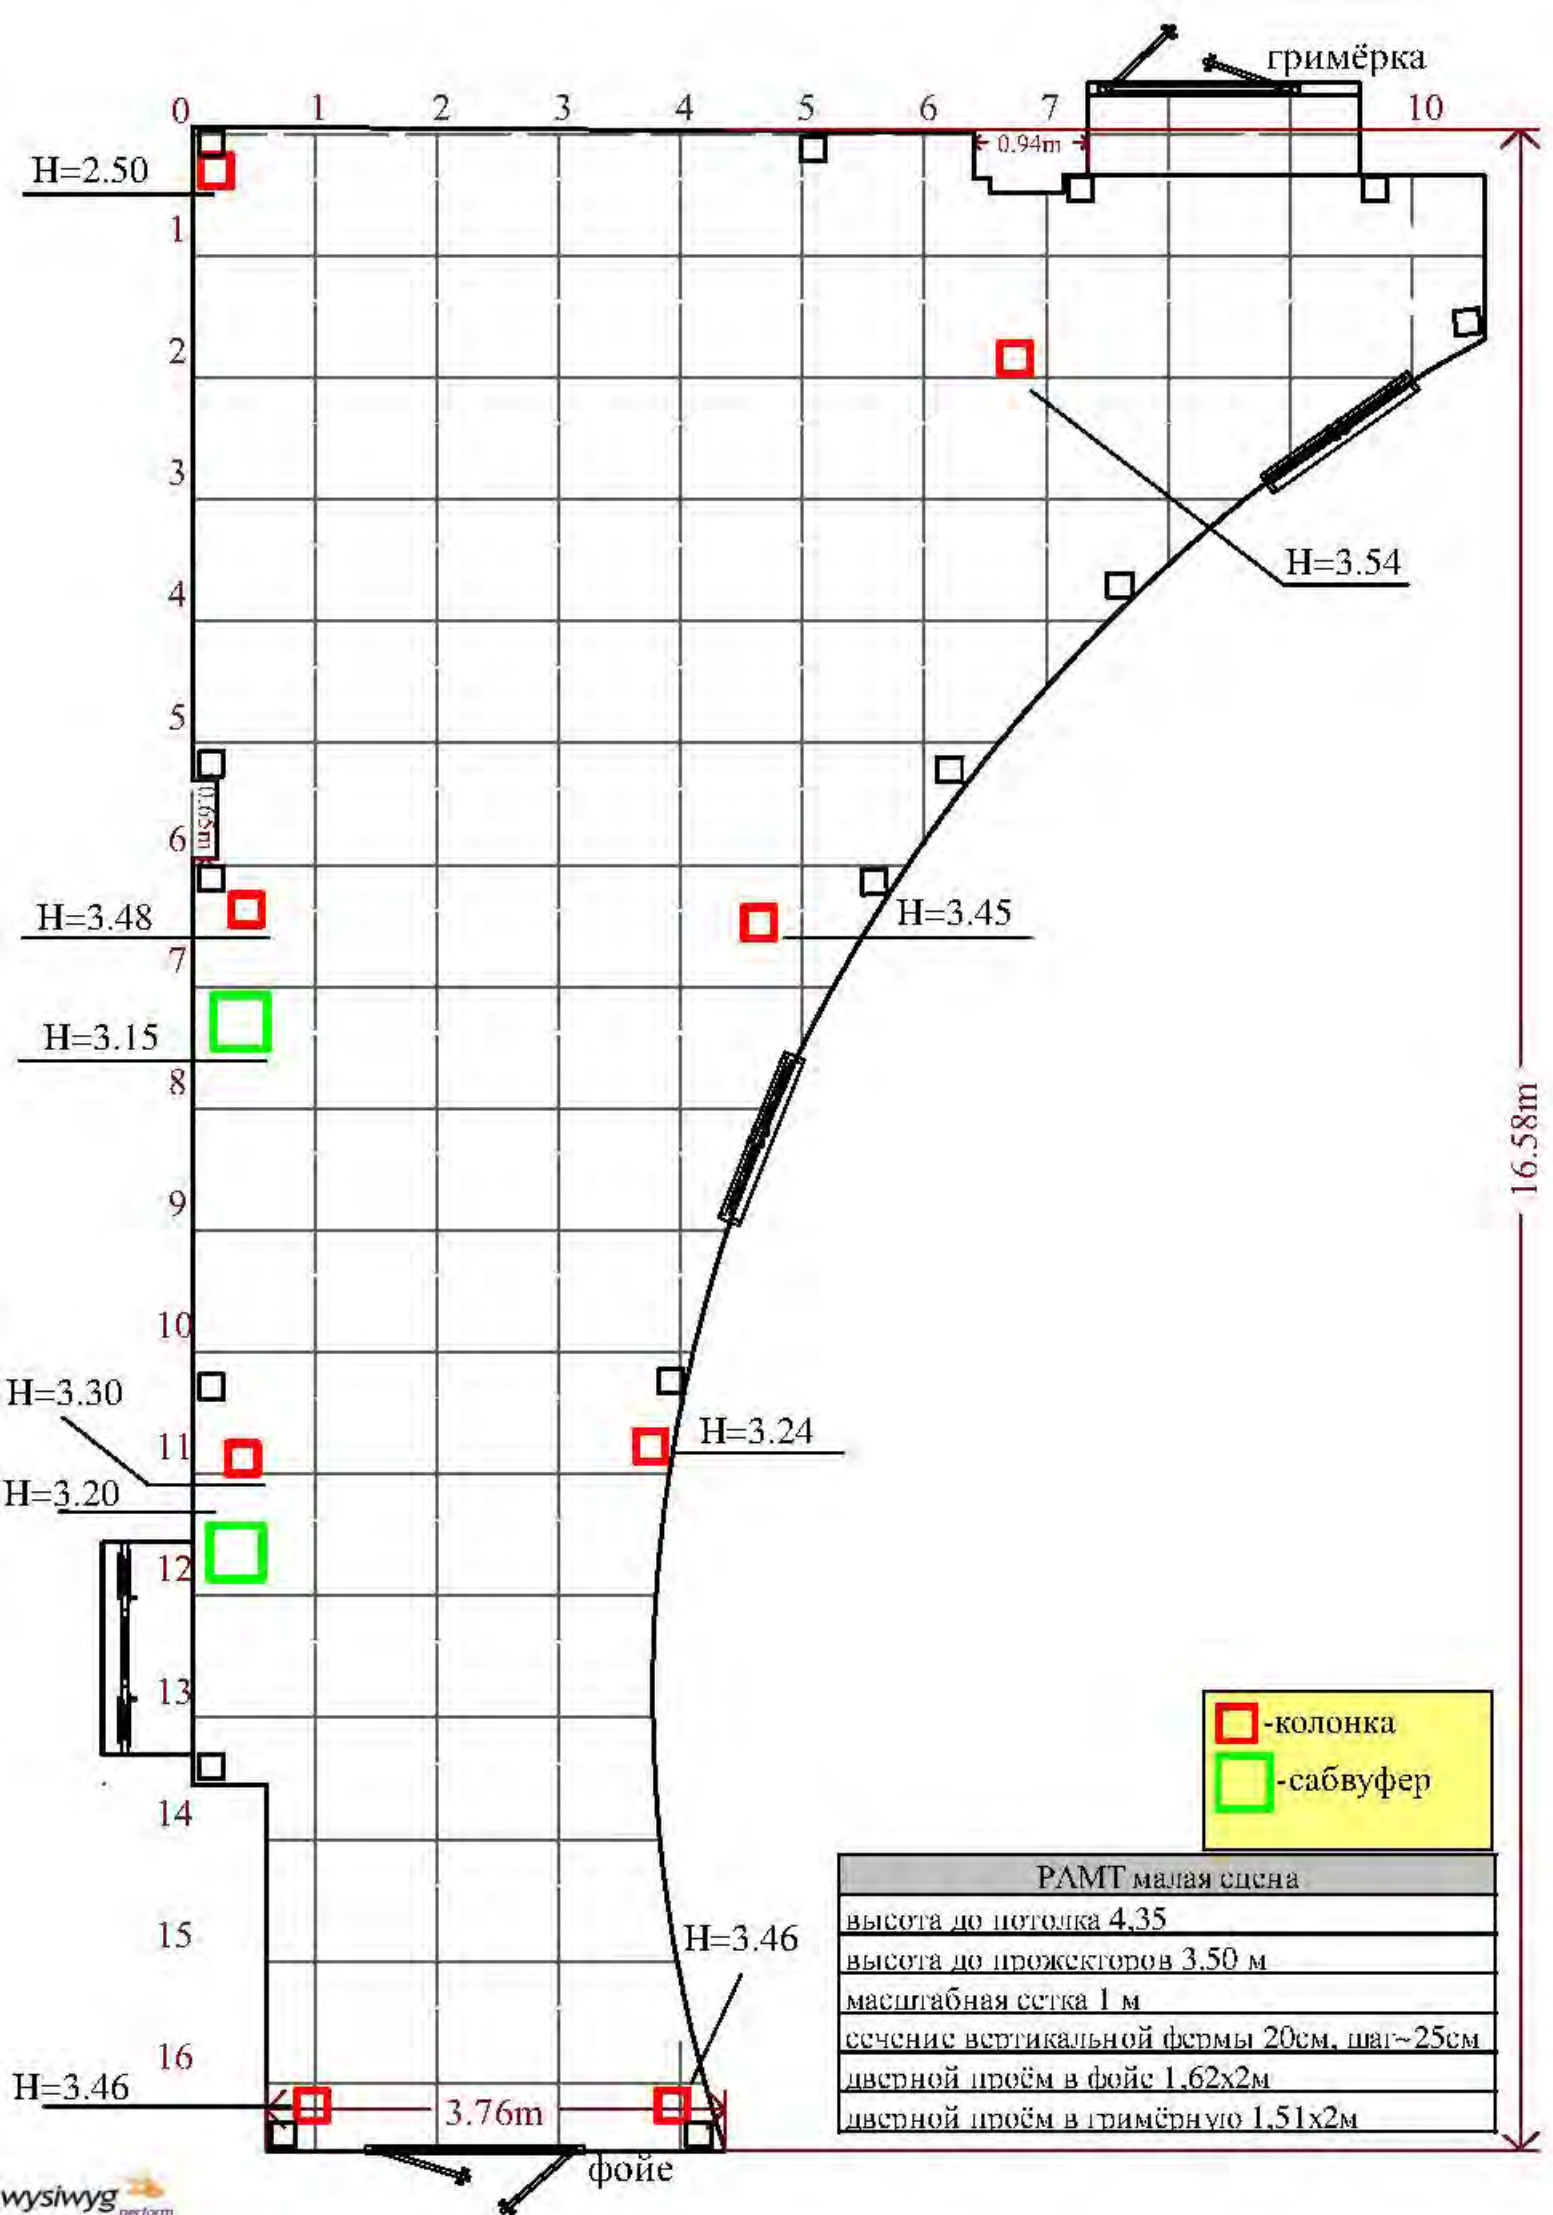 гримёрка
0 1 2 3 4 5 6 7 10
0.94m
H=2.50
1
2
3
H=3.54
4
5
6
H=3.48
H=3.45
7
H=3.15
8
16.58m
9
10
H=3.30
11
H=3.24
H=3.20
12
13
-колонка
-сабвуфер
14
РАМТ малая сцена
высота до потолка 4,35
15
H=3.46
высота до прожекторов 3.50 м
масштабная сетка 1 м
сечение вертикальной фермы 20см, шаг~25см
16
дверной проём в фойе 1,62х2м
H=3.46
3.76m
дверной проём в гримёрную 1,51х2м
фойе
wysiwyg
perform